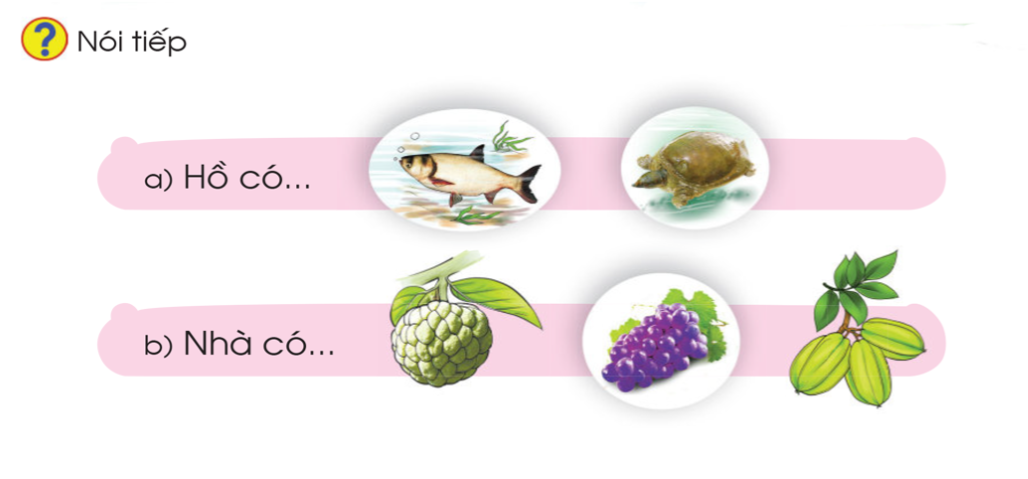 ? Nói tiếp
a) Hồ có...
b) Nhà có...